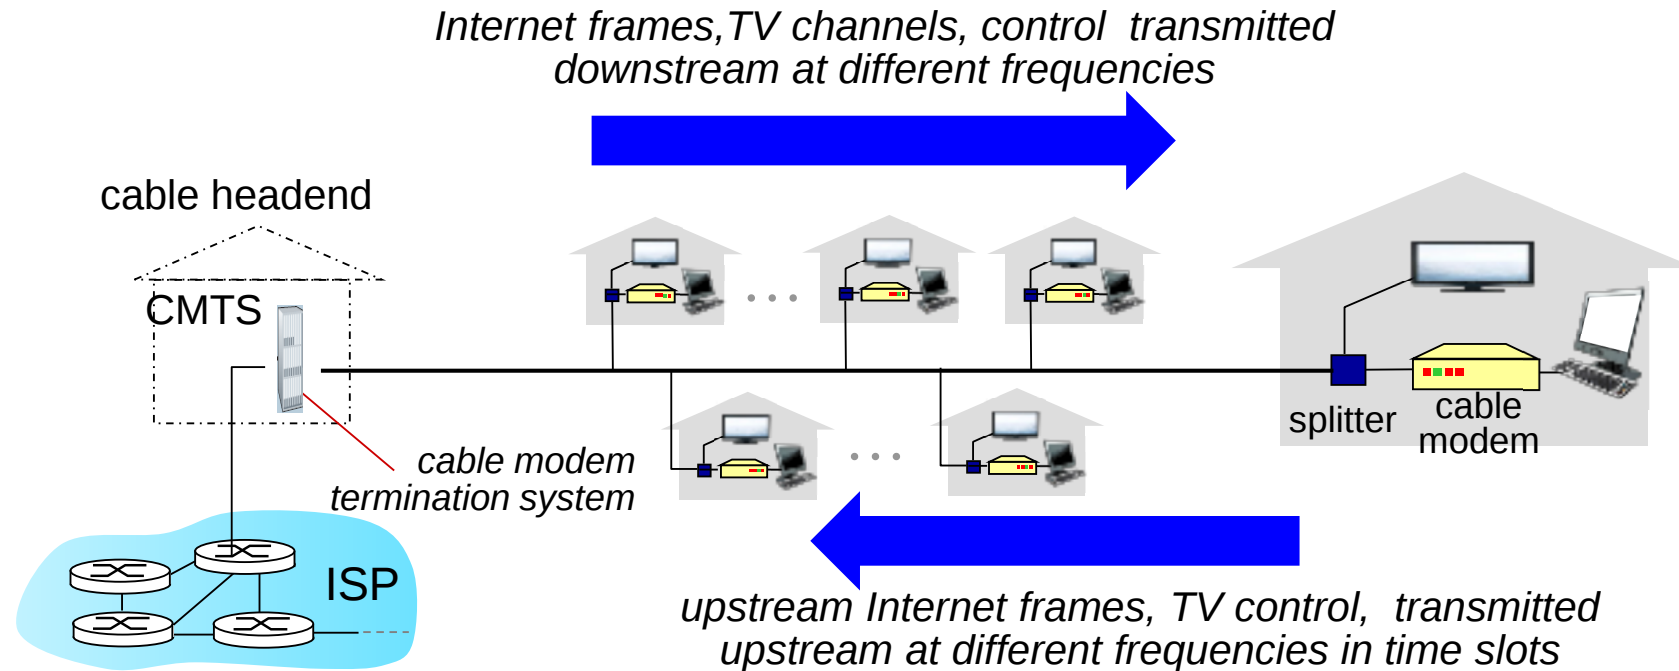 Internet frames,TV channels, control transmitted
downstream at different frequencies
cable headend
CMTS
splitter
cable
modem
cable modem
termination system
ISP
upstream Internet frames, TV control, transmitted
upstream at different frequencies in time slots